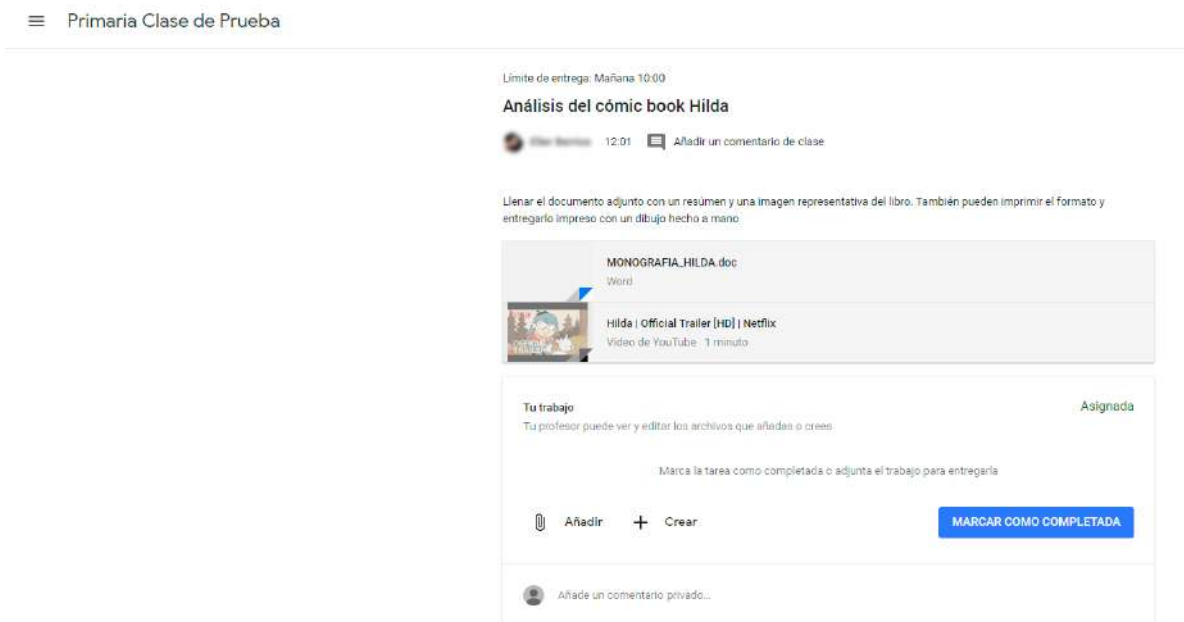 Primaria Clase de Prueba
Límite de entrega: Mañana 10:00
Análisis del cómic book Hilda
12:01 Añadir un comentario de clase
Llenar el documento adjunto con un resúmen y una imagen representativa del libro. También pueden imprimir el formato y
entregarlo impreso con un dibujo hecho a mano
MONOGRAFIA_HILDA.doc
Word
Hilda | Official Trailer [HD] | Netflix
Vídeo de YouTube 1 minuto
Tu trabajo
Asignada
Tu profesor puede ver y editar los archivos que añadas o crees
Marca la tarea como completada o adjunta el trabajo para entregarla
Añadir
Crear
MARCAR COMO COMPLETADA
Añade un comentario privado...